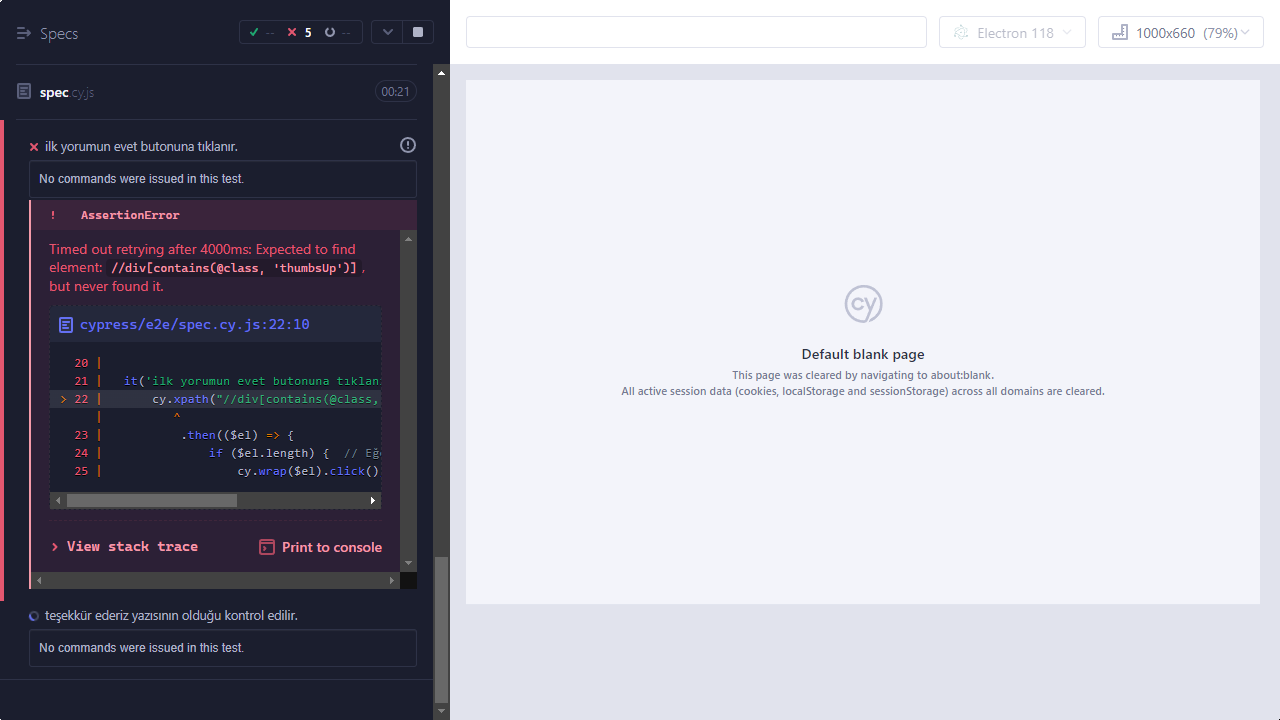 Specs
--
5
--
Electron 118
1000x660 (79%)
spec.cy.js
00:21
ilk yorumun evet butonuna tıklanır.
No commands were issued in this test.
! AssertionError
Timed out retrying after 4000ms: Expected to find
element: //div[contains(@class, 'thumbsUp')],
but never found it.
cypress/e2e/spec.cy.js:22:10
20 |
21 | it('ilk yorumun evet butonuna tıklanı
> 22 | cy.xpath("//div[contains(@class,
| ^
23 | .then(($el) => {
24 | if ($el.length) { // Eğe
25 | cy.wrap($el).click()
> View stack trace
Print to console
teşekkür ederiz yazısının olduğu kontrol edilir.
No commands were issued in this test.
cy
Default blank page
This page was cleared by navigating to about:blank.
All active session data (cookies, localStorage and sessionStorage) across all domains are cleared.